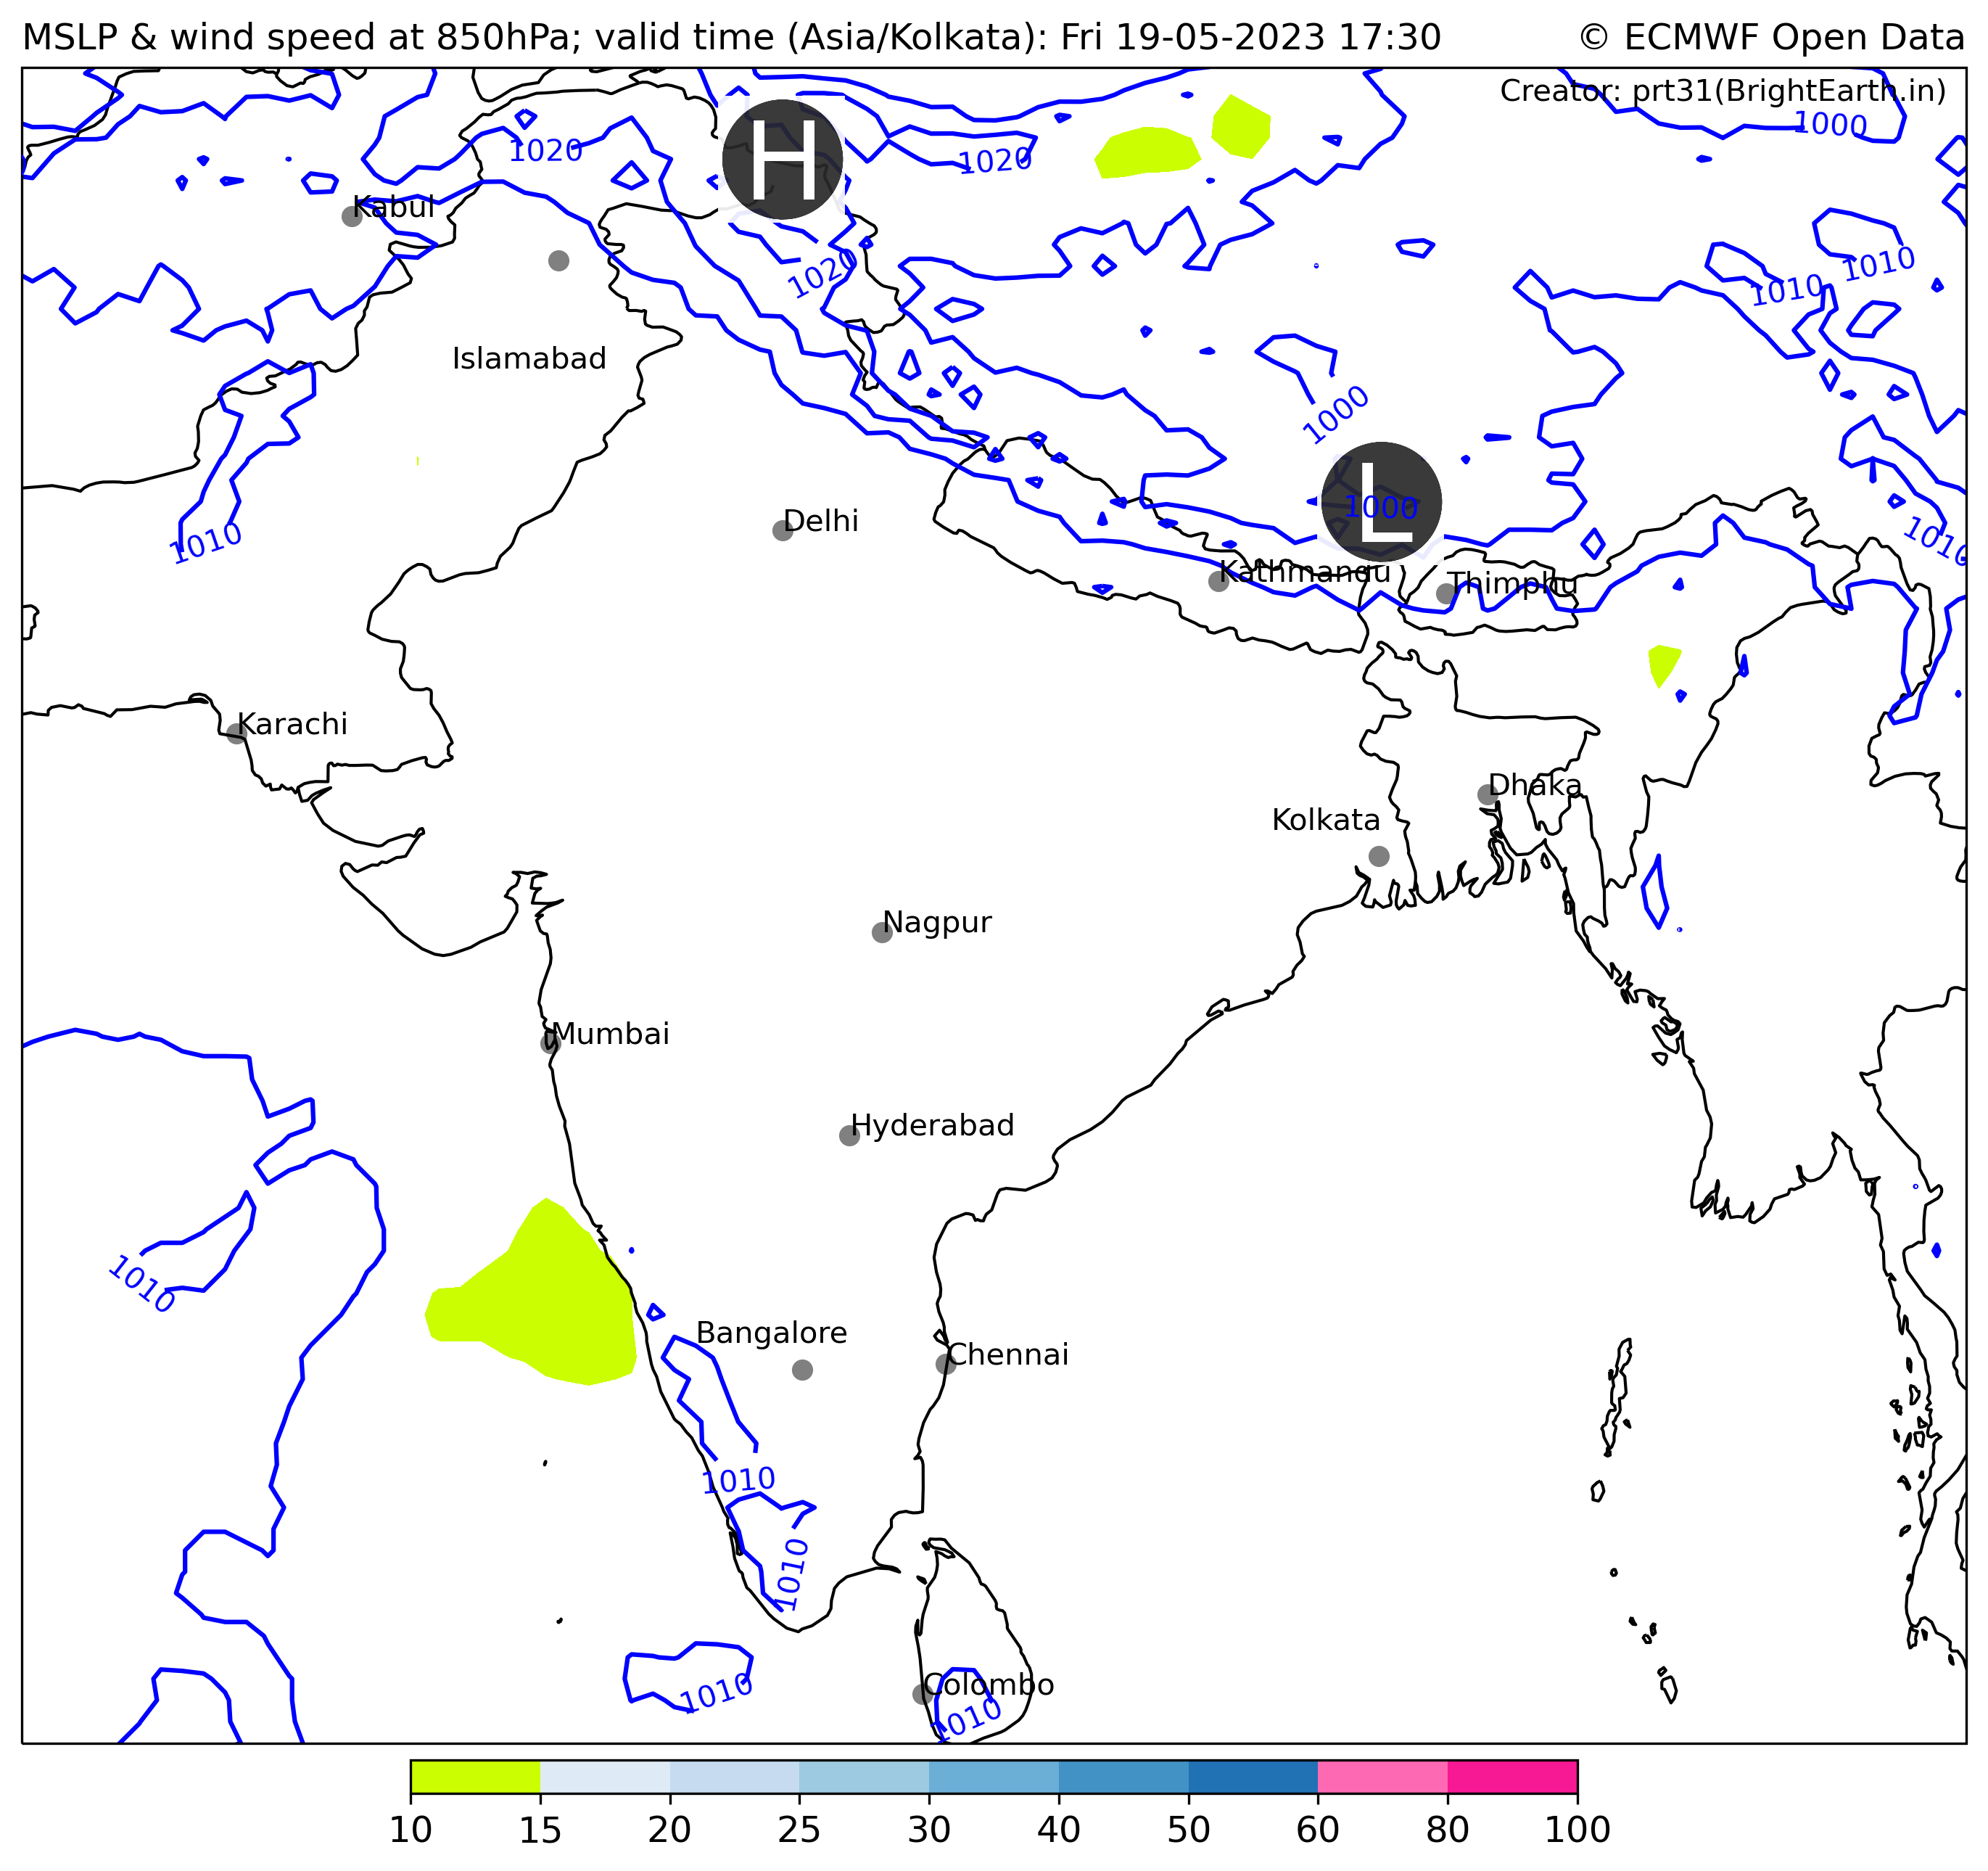 MSLP & wind speed at 850hPa; valid time (Asia/Kolkata): Fri 19-05-2023 17:30
© ECMWF Open Data
Creator: prt31(BrightEarth.in)
1000
1020
H
1020
Kabul
1020
1010
1010
Islamabad
1000
L
1000
Delhi
1010
1010
Kathmandu
Thimphu
Karachi
Dhaka
Kolkata
Nagpur
Mumbai
Hyderabad
1010
Bangalore
Chennai
1010
1010
1010
Colombo
1010
10 15 20 25 30 40 50 60 80 100